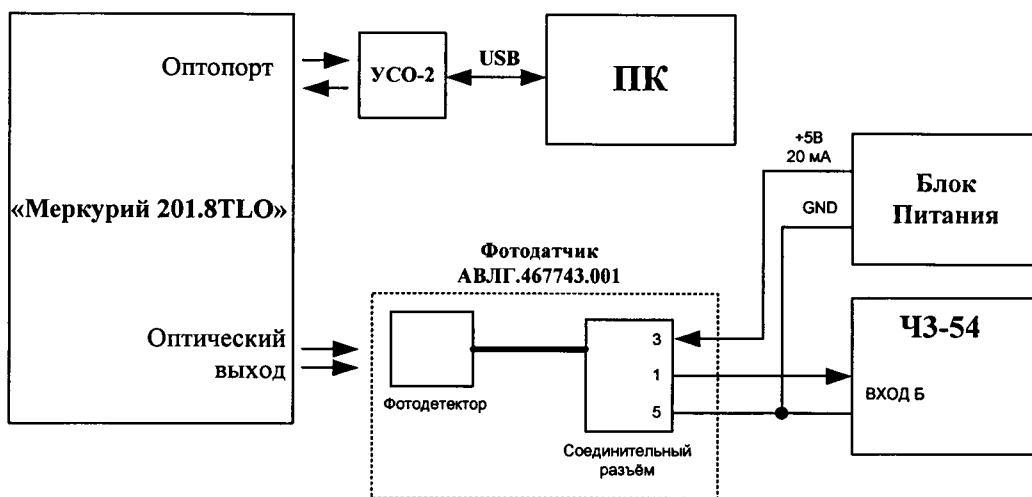 Оптопорт
УСО-2
USB
ПК
+5В
20 мА
Блок
Питания
GND
«Меркурий 201.8TLO»
Фотодатчик
АВЛГ.467743.001
Оптический
выход
Фотодетектор
3
1
5
Соединительный
разъём
ЧЗ-54
ВХОД Б